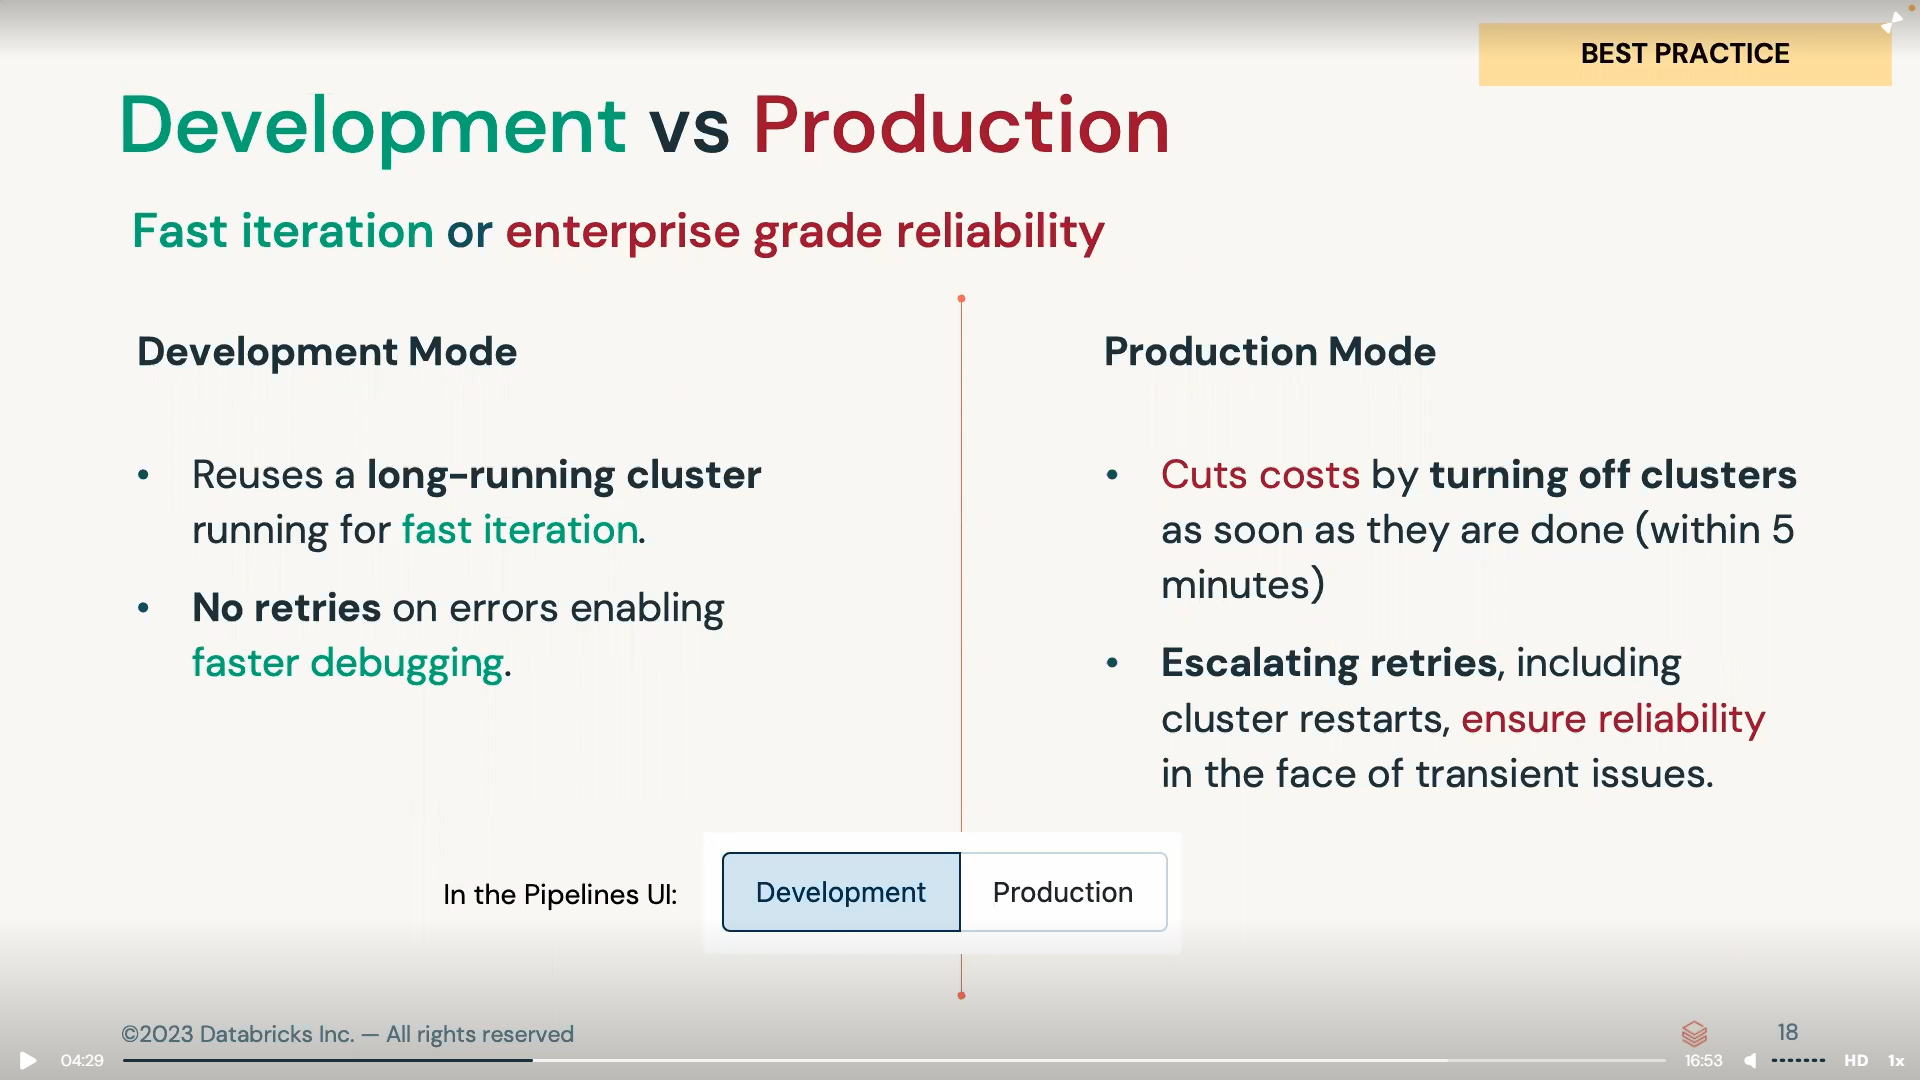 BEST PRACTICE
Development vs Production
Fast iteration or enterprise grade reliability
Development Mode
• Reuses a long-running cluster
running for fast iteration.
• No retries on errors enabling
faster debugging.
Production Mode
• Cuts costs by turning off clusters
as soon as they are done (within 5
minutes)
• Escalating retries, including
cluster restarts, ensure reliability
in the face of transient issues.
In the Pipelines UI:
Development
Production
©2023 Databricks Inc. — All rights reserved
18
04:29
16:53
HD
1x